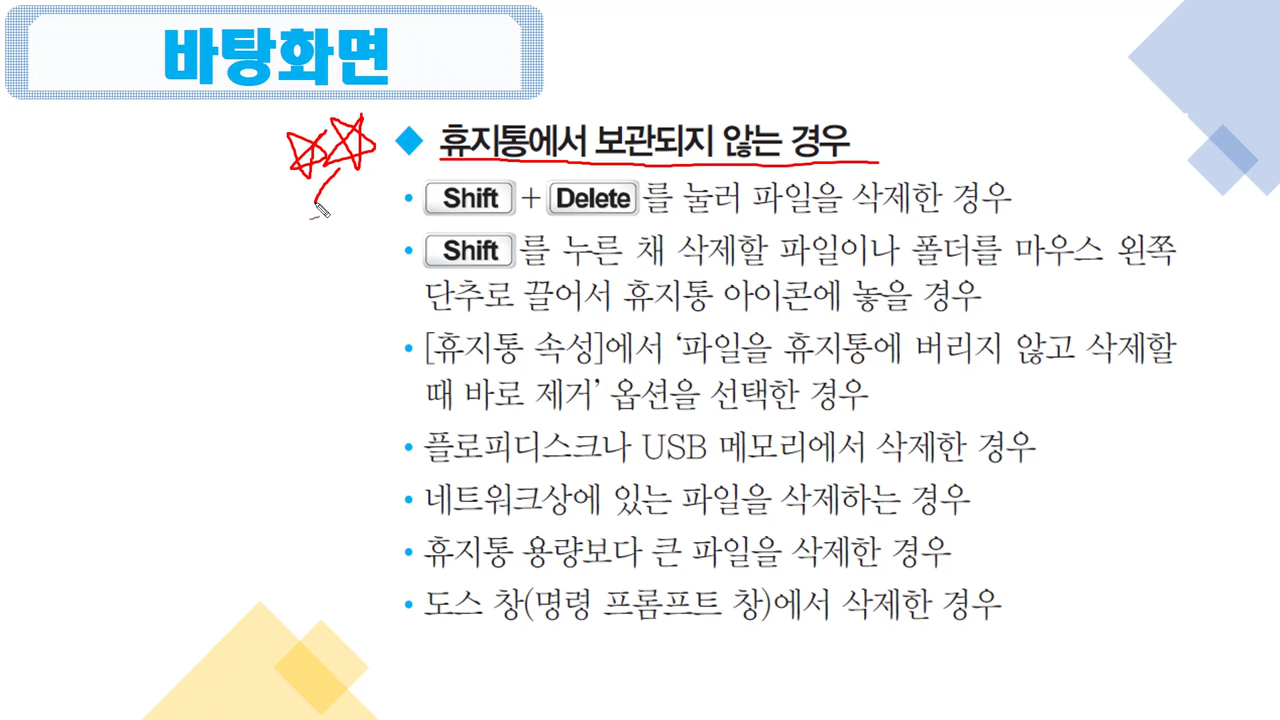 바탕화면
◆ 휴지통에서 보관되지 않는 경우
• Shift + Delete 를 눌러 파일을 삭제한 경우
• Shift 를 누른 채 삭제할 파일이나 폴더를 마우스 왼쪽
단추로 끌어서 휴지통 아이콘에 놓을 경우
• [휴지통 속성]에서 ‘파일을 휴지통에 버리지 않고 삭제할
때 바로 제거’ 옵션을 선택한 경우
• 플로피디스크나 USB 메모리에서 삭제한 경우
• 네트워크상에 있는 파일을 삭제하는 경우
• 휴지통 용량보다 큰 파일을 삭제한 경우
• 도스 창(명령 프롬프트 창)에서 삭제한 경우